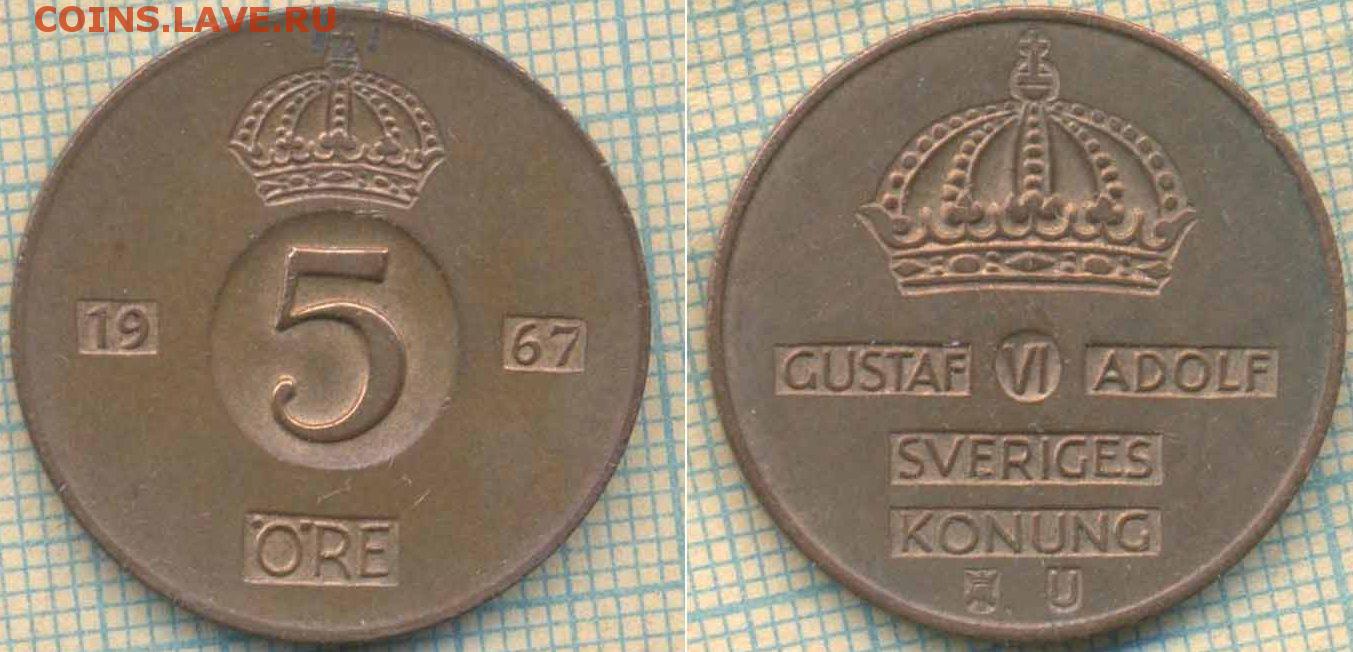 COINS.LAVE.RU
19 5 67
ÖRE
GUSTAF VI ADOLF
SVERIGES
KONUNG
U